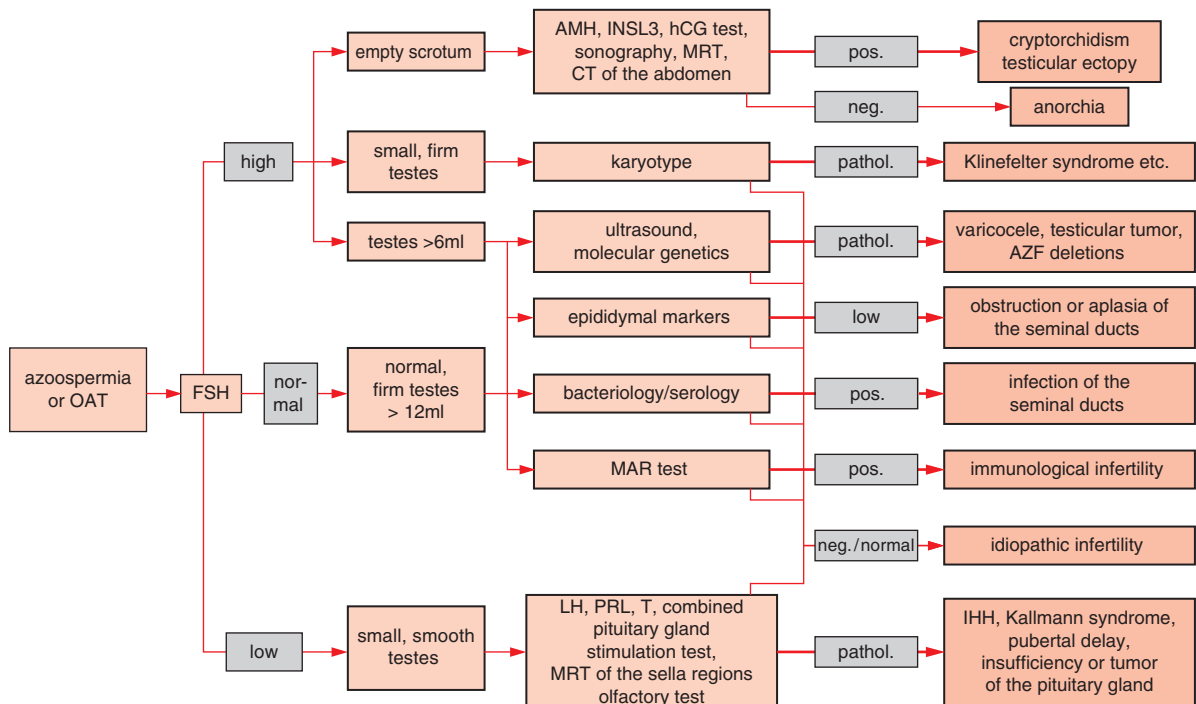 empty scrotum
AMH, INSL3, hCG test,
sonography, MRT,
CT of the abdomen
pos.
cryptorchidism
testicular ectopy
neg.
anorchia
high
small, firm
testes
karyotype
pathol.
Klinefelter syndrome etc.
testes >6ml
ultrasound,
molecular genetics
pathol.
varicocele, testicular tumor,
AZF deletions
epididymal markers
low
obstruction or aplasia of
the seminal ducts
azoospermia
or OAT
FSH
nor-
mal
normal,
firm testes
> 12ml
bacteriology/serology
pos.
infection of the
seminal ducts
MAR test
pos.
immunological infertility
neg./normal
idiopathic infertility
low
small, smooth
testes
LH, PRL, T, combined
pituitary gland
stimulation test,
MRT of the sella regions
olfactory test
pathol.
IHH, Kallmann syndrome,
pubertal delay,
insufficiency or tumor
of the pituitary gland